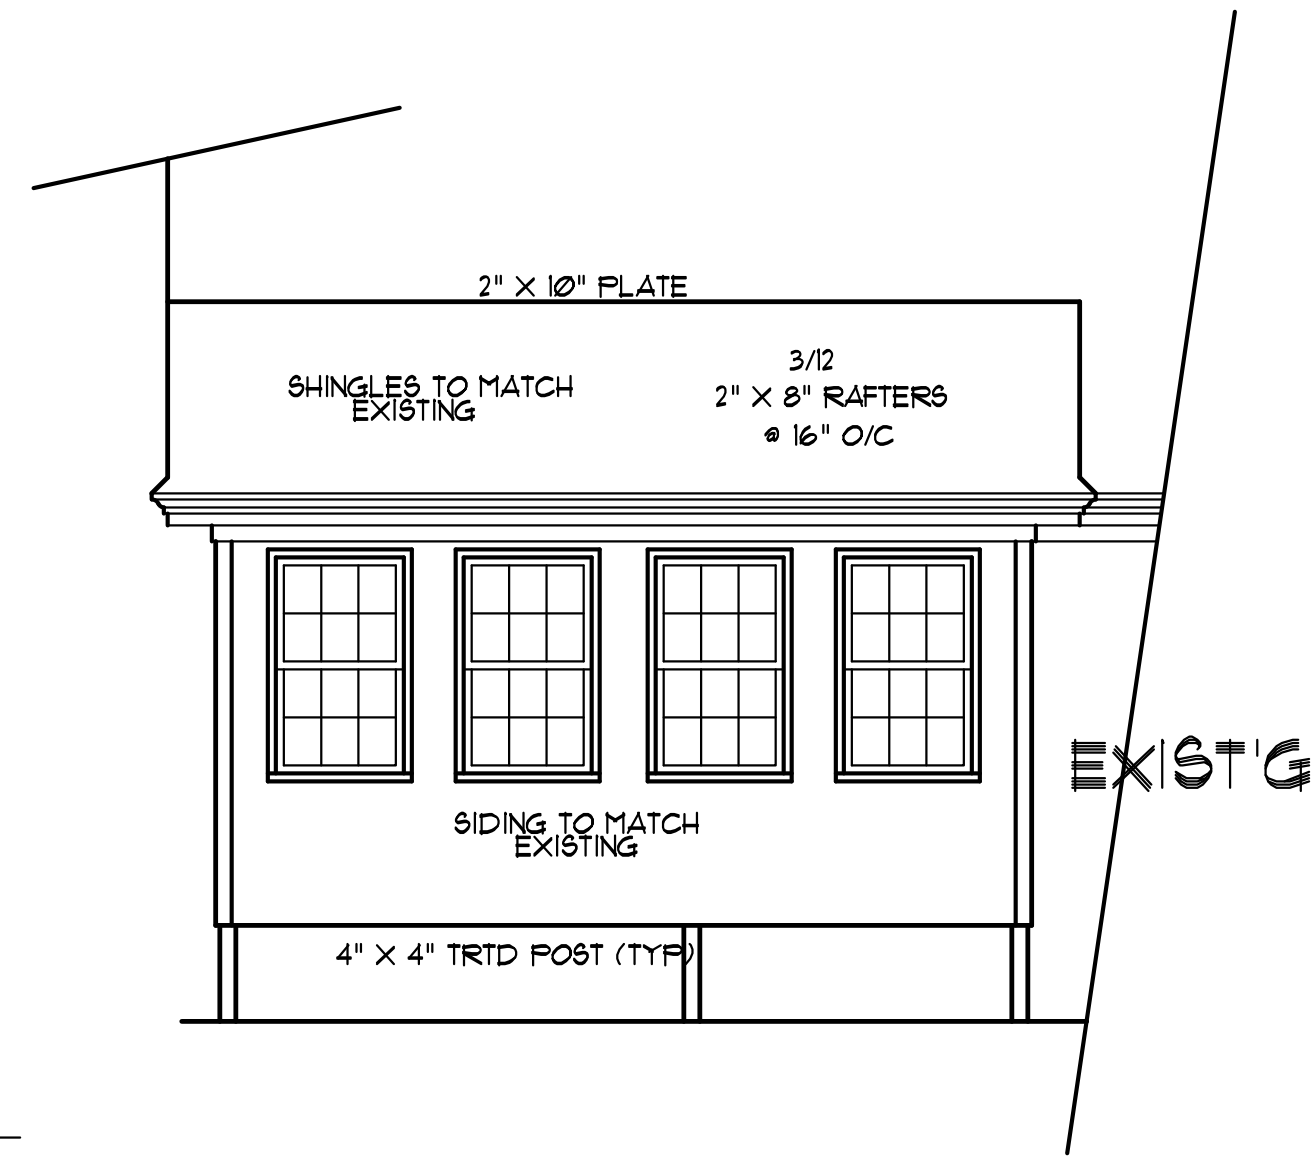 2" X 10" PLATE
3/12
SHINGLES TO MATCH
EXISTING
2" X 8" RAFTERS
@ 16" O/C
EXIST'G
SIDING TO MATCH
EXISTING
4" X 4" TRTD POST (TYP)